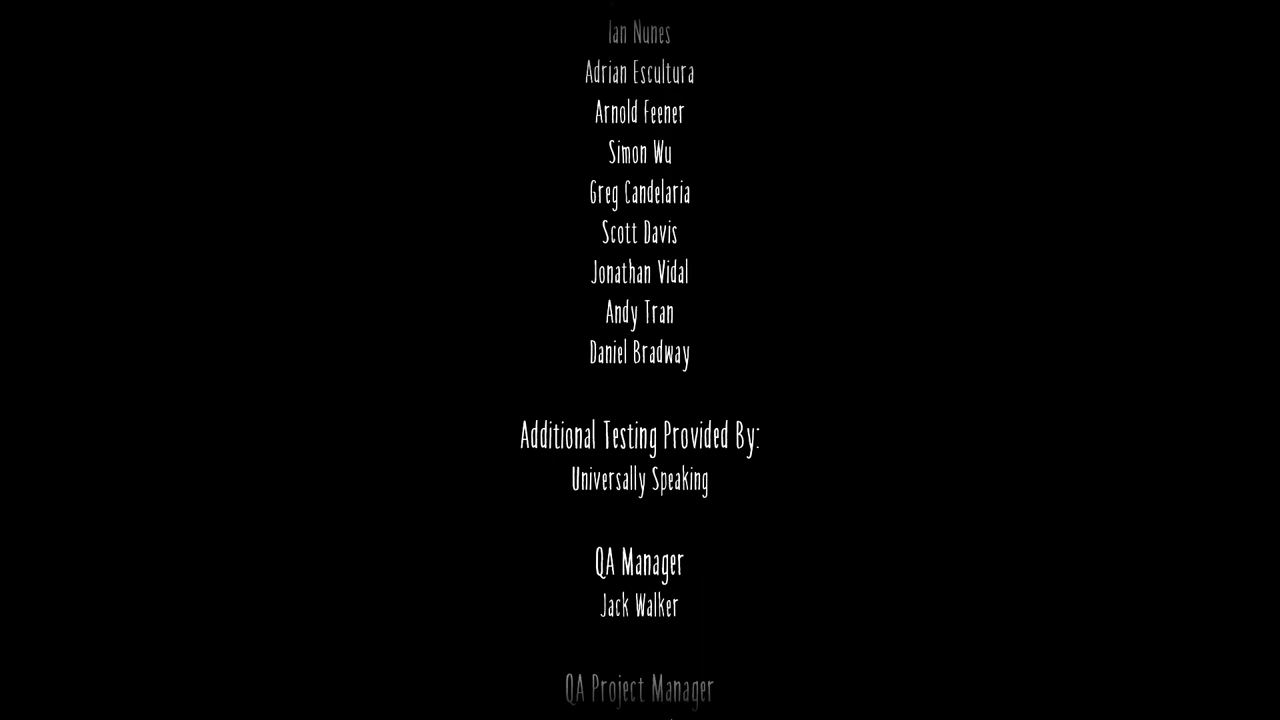 Ian Nunes
Adrian Escultura
Arnold Feener
Simon Wu
Greg Candelaria
Scott Davis
Jonathan Vidal
Andy Tran
Daniel Bradway
Additional Testing Provided By:
Universally Speaking
QA Manager
Jack Walker
QA Project Manager